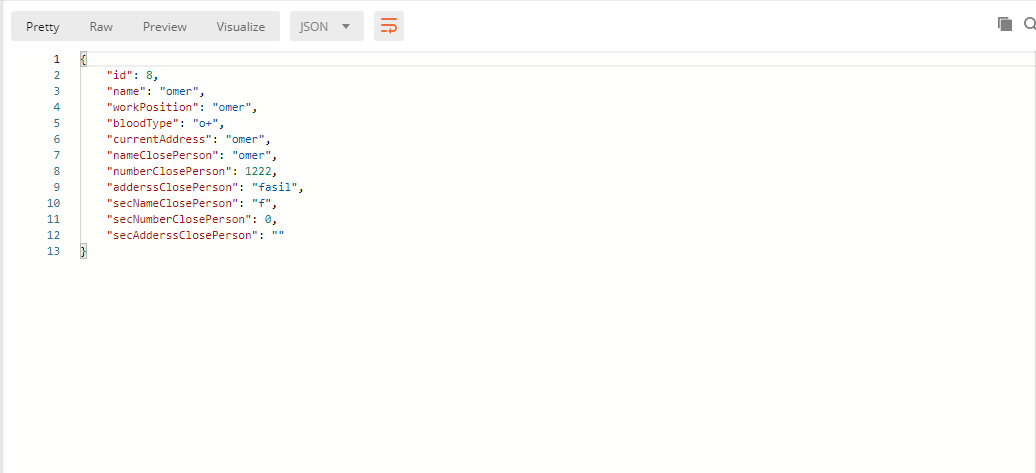 Pretty Raw Preview Visualize JSON
1 {
2 "id": 8,
3 "name": "omer",
4 "workPosition": "omer",
5 "bloodType": "o+",
6 "currentAddress": "omer",
7 "nameClosePerson": "omer",
8 "numberClosePerson": 1222,
9 "adderssClosePerson": "fasil",
10 "secNameClosePerson": "f",
11 "secNumberClosePerson": 0,
12 "secAdderssClosePerson": ""
13 }